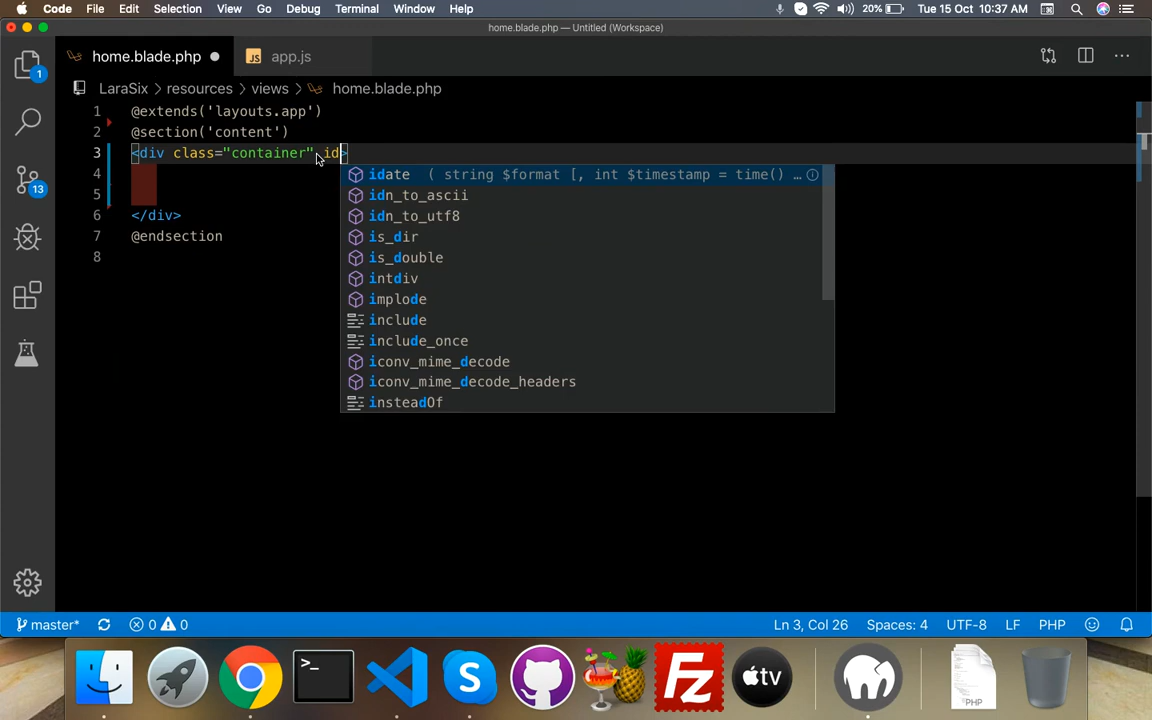 Code File Edit Selection View Go Debug Terminal Window Help 20% Tue 15 Oct 10:37 AM
home.blade.php — Untitled (Workspace)
home.blade.php JS app.js
LaraSix > resources > views > home.blade.php
1 @extends('layouts.app')
2 @section('content')
3 <div class="container" id>
4 idate ( string $format [, int $timestamp = time() …
5 idn_to_ascii
6 </div> idn_to_utf8
7 @endsection is_dir
8 is_double
intdiv
implode
include
include_once
iconv_mime_decode
iconv_mime_decode_headers
insteadOf
1
13
master* 0 0 Ln 3, Col 26 Spaces: 4 UTF-8 LF PHP
>_ S Fz tv PHP